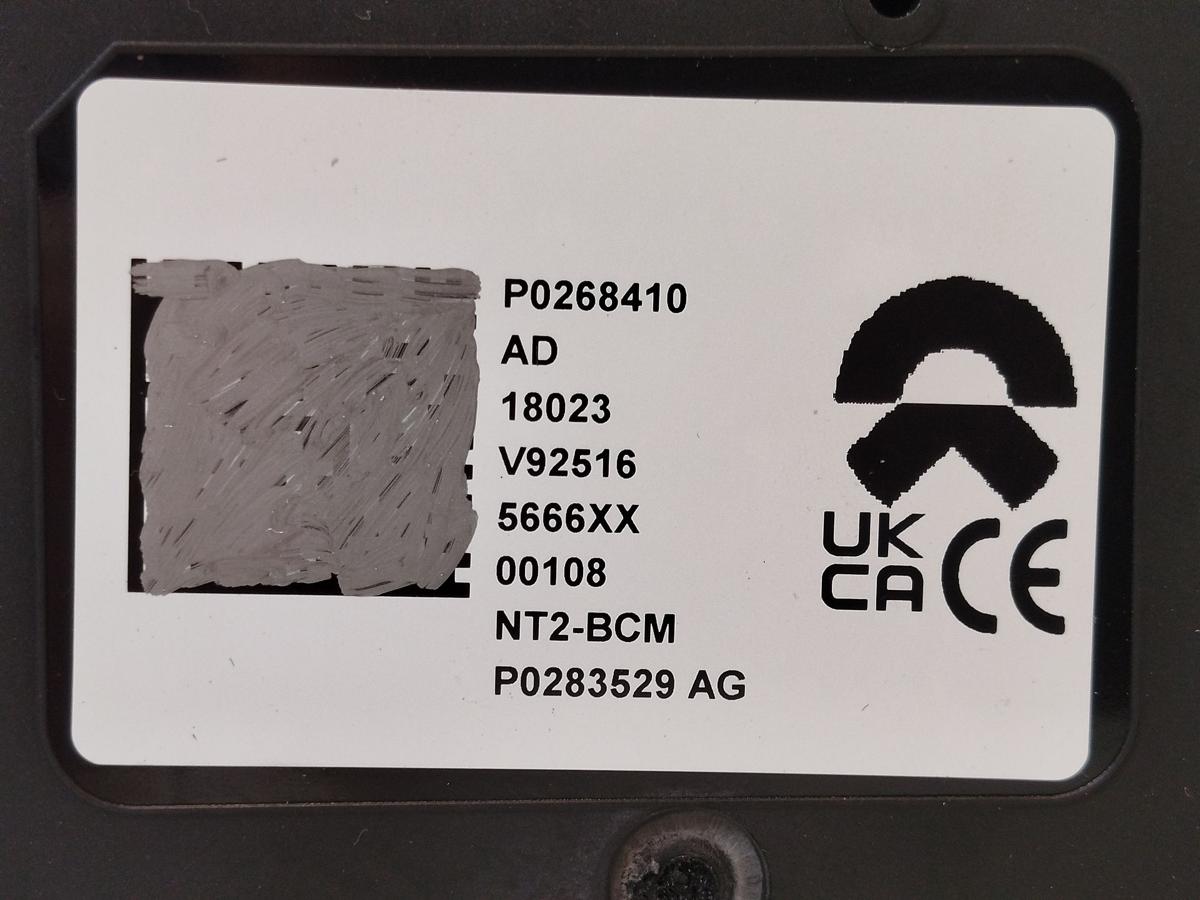 P0268410
AD
18023
V92516
5666XX
00108
NT2-BCM
P0283529 AG
UK
CA
CE